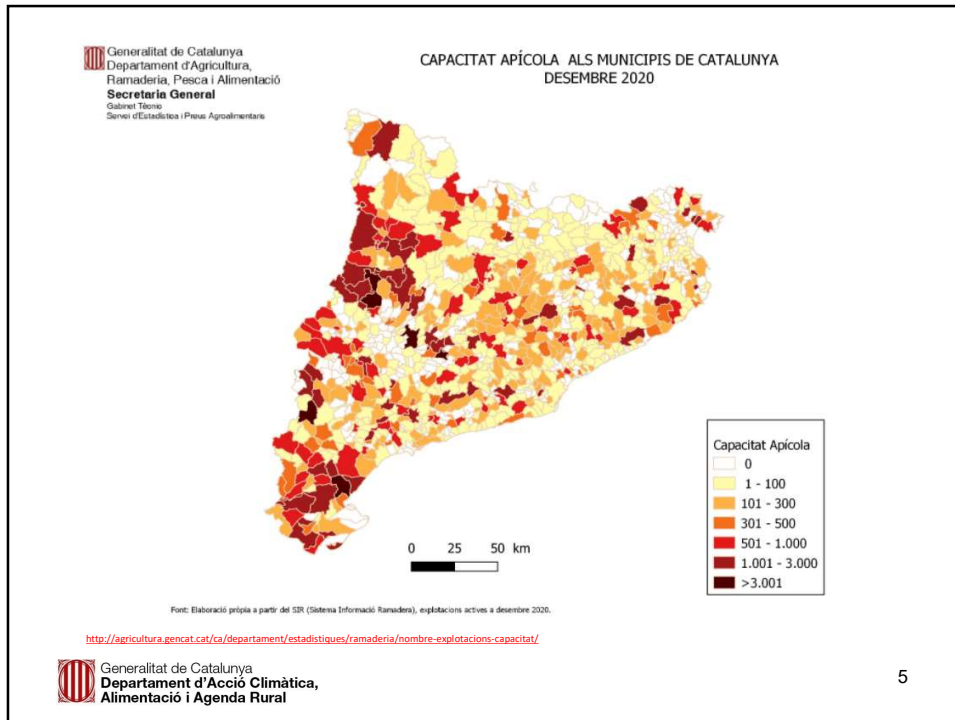 Generalitat de Catalunya
Departament d'Agricultura,
Ramaderia, Pesca i Alimentació
Secretaria General
Gabinet Tècnic
Servei d'Estadística i Preus Agroalimentaris
CAPACITAT APÍCOLA ALS MUNICIPIS DE CATALUNYA
DESEMBRE 2020
Capacitat Apícola
0
1 - 100
101 - 300
301 - 500
501 - 1.000
1.001 - 3.000
>3.001
0 25 50 km
Font: Elaboració pròpia a partir del SIR (Sistema Informació Ramadera), explotacions actives a desembre 2020.
http://agricultura.gencat.cat/ca/departament/estadistiques/ramaderia/nombre-explotacions-capacitat/
Generalitat de Catalunya
Departament d'Acció Climàtica,
Alimentació i Agenda Rural
5